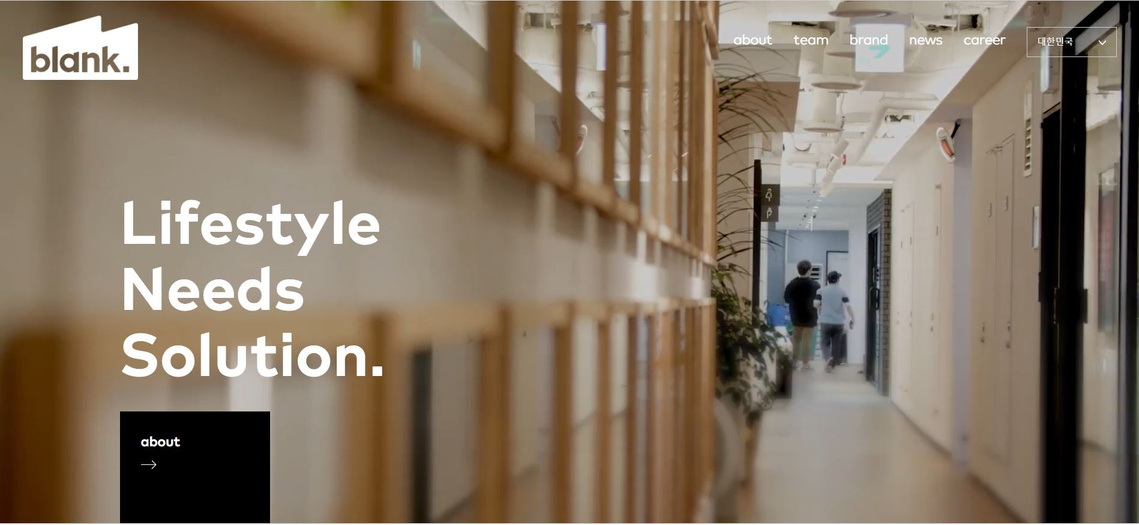 blank.
about team brand news career 대한민국
Lifestyle
Needs
Solution.
about